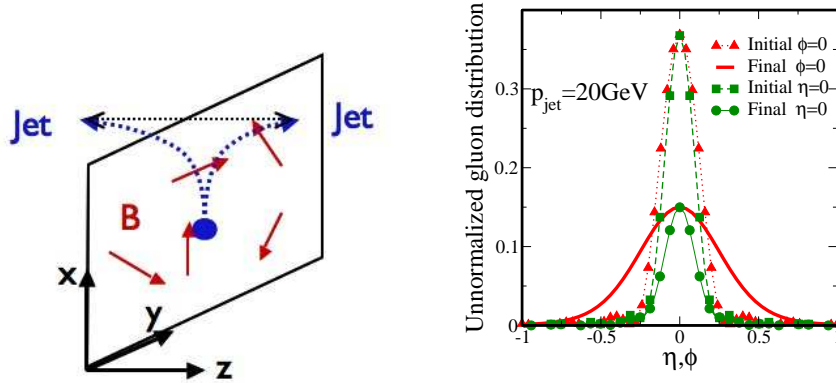 Jet
Jet
B
x
y
z
Unnormalized gluon distribution
p_jet=20GeV
Initial ϕ=0
Final ϕ=0
Initial η=0
Final η=0
0.3
0.2
0.1
0
-1
-0.5
0
0.5
η,ϕ